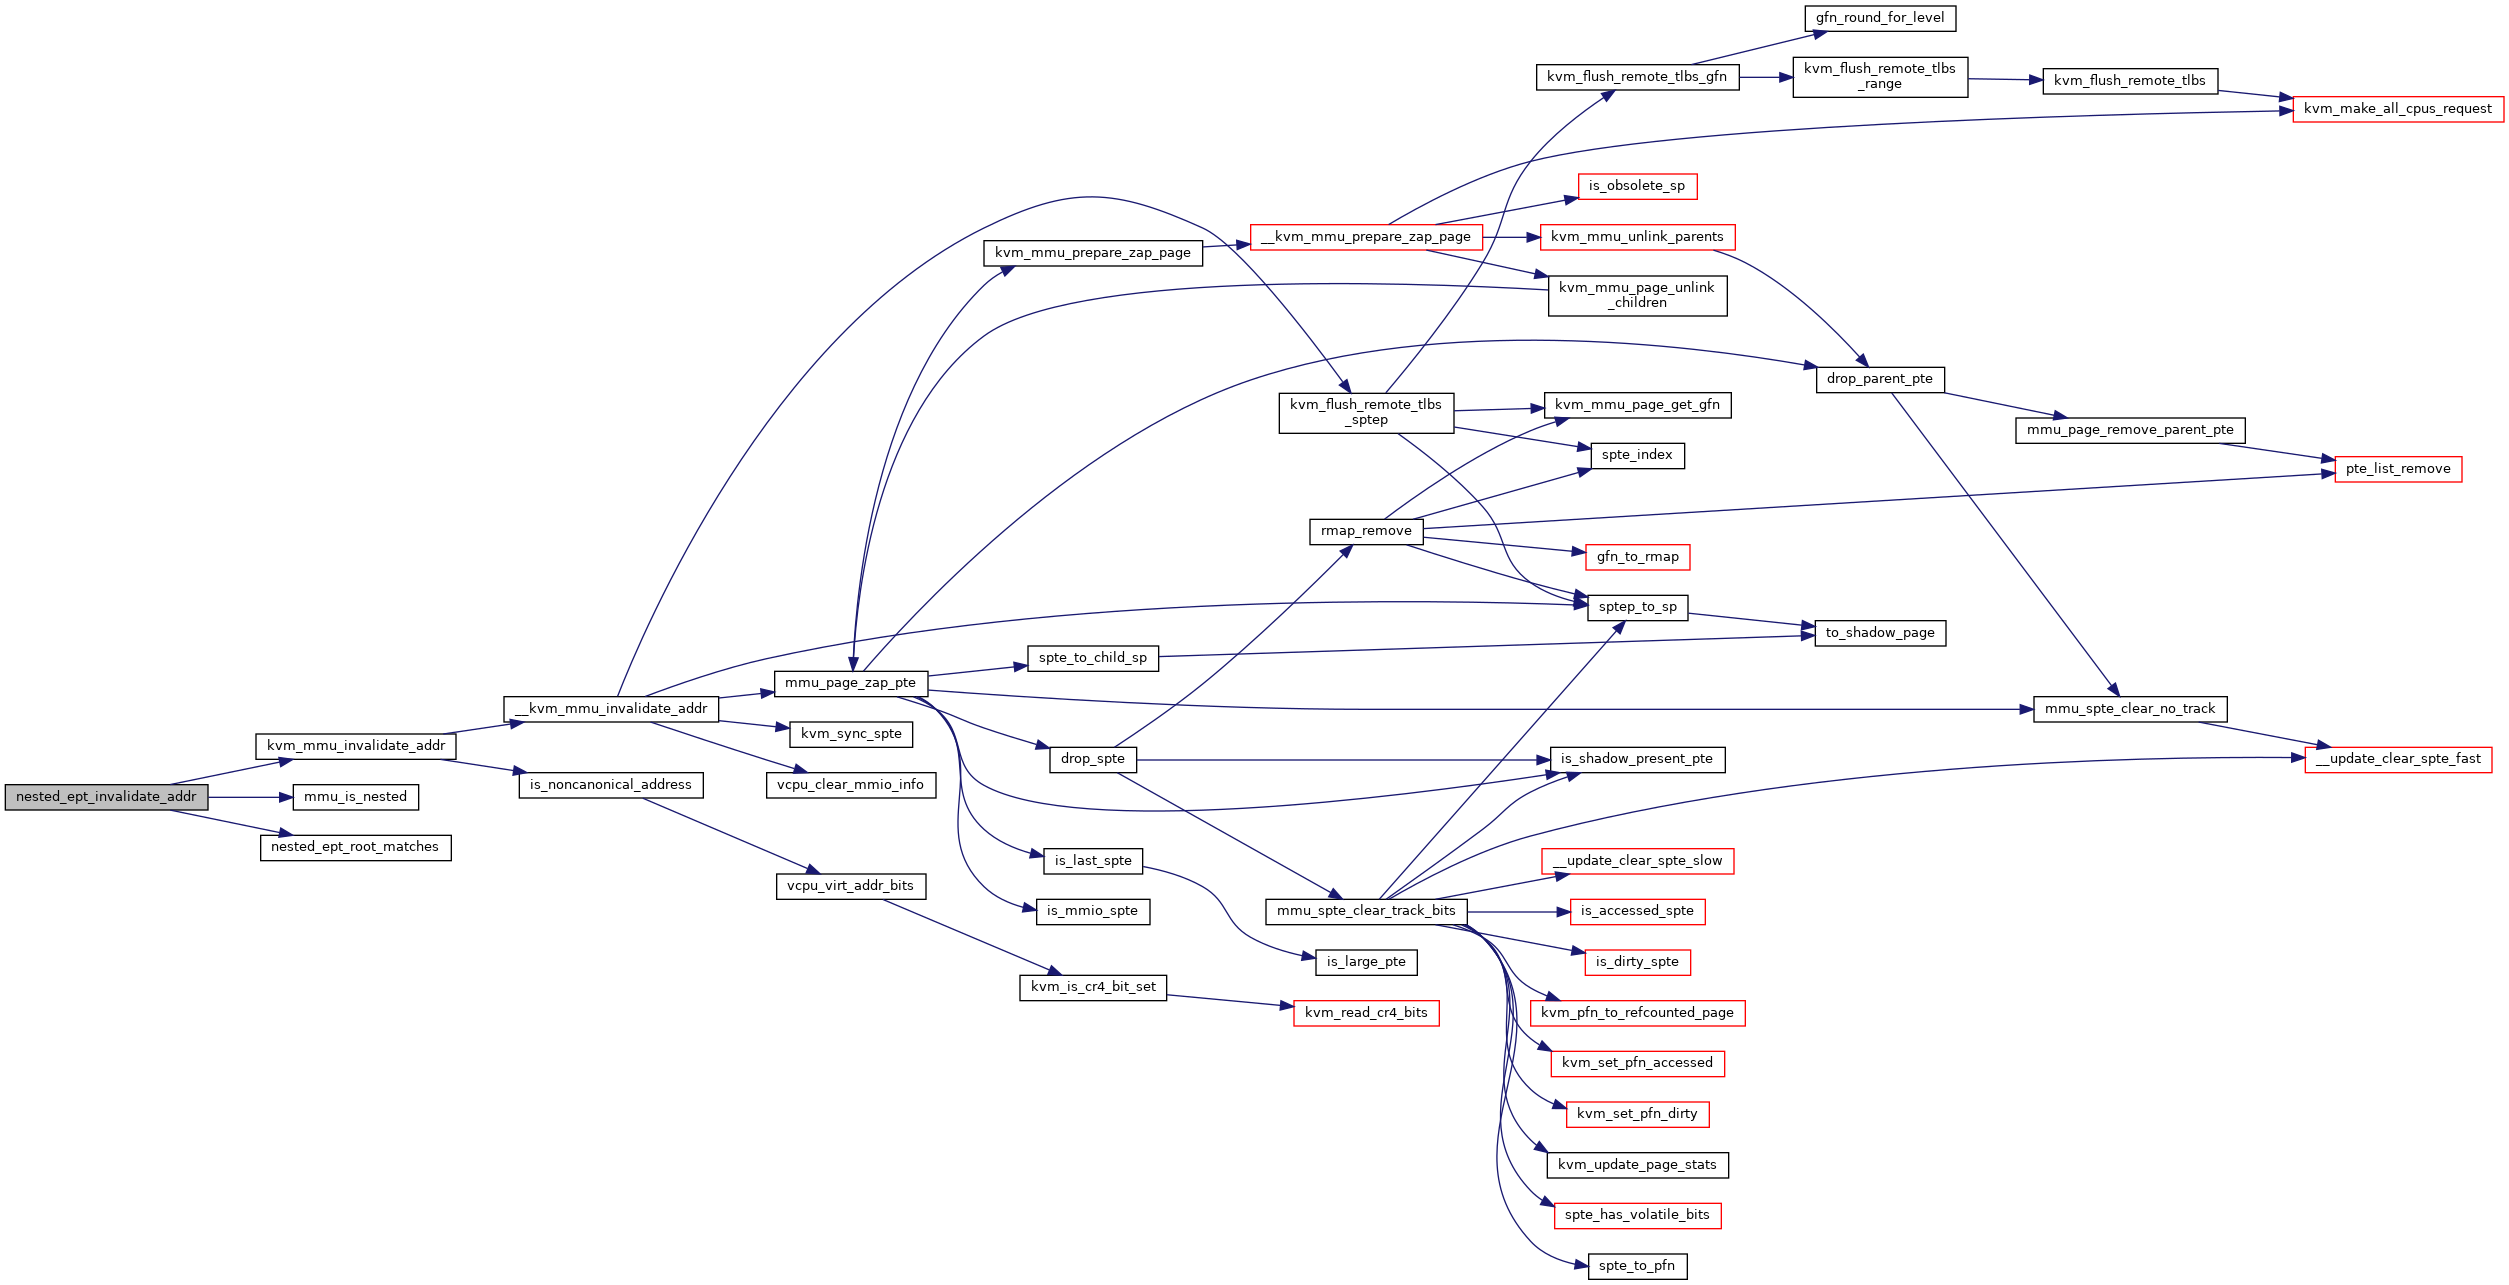 gfn_round_for_level
kvm_flush_remote_tlbs_gfn
kvm_flush_remote_tlbs
_range
kvm_flush_remote_tlbs
kvm_make_all_cpus_request
is_obsolete_sp
kvm_mmu_prepare_zap_page
__kvm_mmu_prepare_zap_page
kvm_mmu_unlink_parents
kvm_mmu_page_unlink
_children
drop_parent_pte
kvm_flush_remote_tlbs
_sptep
kvm_mmu_page_get_gfn
mmu_page_remove_parent_pte
spte_index
pte_list_remove
rmap_remove
gfn_to_rmap
sptep_to_sp
to_shadow_page
spte_to_child_sp
mmu_page_zap_pte
__kvm_mmu_invalidate_addr
mmu_spte_clear_no_track
kvm_sync_spte
kvm_mmu_invalidate_addr
drop_spte
is_shadow_present_pte
__update_clear_spte_fast
is_noncanonical_address
vcpu_clear_mmio_info
nested_ept_invalidate_addr
mmu_is_nested
nested_ept_root_matches
is_last_spte
__update_clear_spte_slow
vcpu_virt_addr_bits
is_mmio_spte
mmu_spte_clear_track_bits
is_accessed_spte
is_large_pte
is_dirty_spte
kvm_is_cr4_bit_set
kvm_read_cr4_bits
kvm_pfn_to_refcounted_page
kvm_set_pfn_accessed
kvm_set_pfn_dirty
kvm_update_page_stats
spte_has_volatile_bits
spte_to_pfn